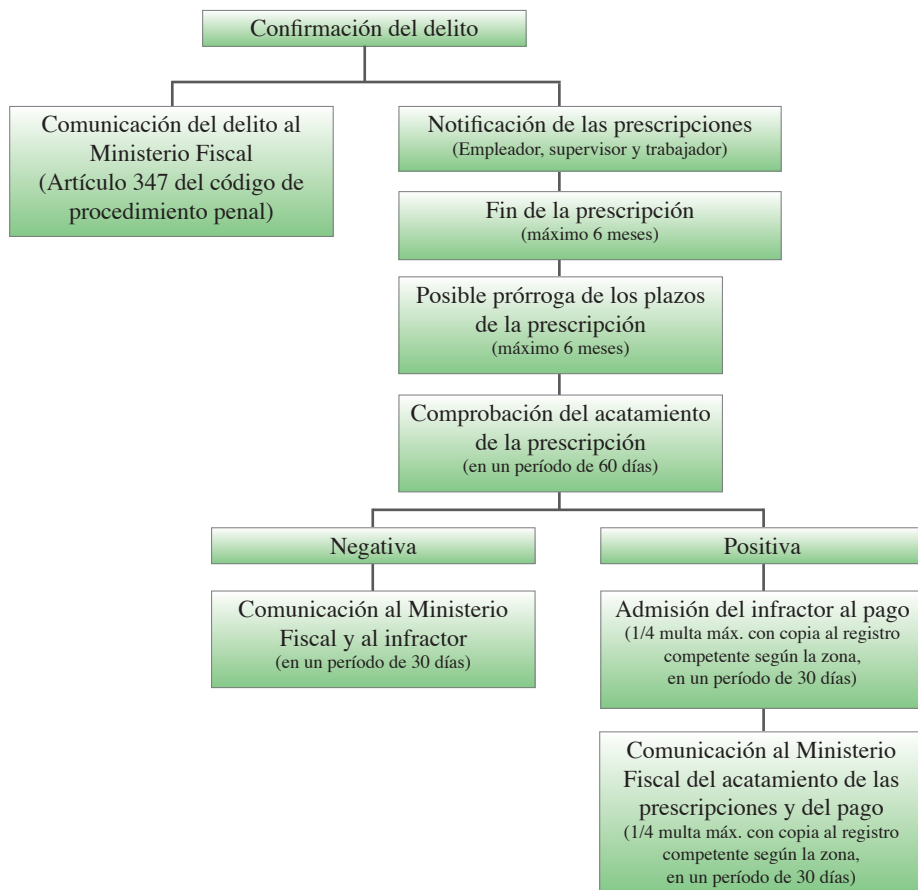 Confirmación del delito
Comunicación del delito al
Ministerio Fiscal
(Artículo 347 del código de
procedimiento penal)
Notificación de las prescripciones
(Empleador, supervisor y trabajador)
Fin de la prescripción
(máximo 6 meses)
Posible prórroga de los plazos
de la prescripción
(máximo 6 meses)
Comprobación del acatamiento
de la prescripción
(en un período de 60 días)
Negativa
Comunicación al Ministerio
Fiscal y al infractor
(en un período de 30 días)
Positiva
Admisión del infractor al pago
(1/4 multa máx. con copia al registro
competente según la zona,
en un período de 30 días)
Comunicación al Ministerio
Fiscal del acatamiento de las
prescripciones y del pago
(1/4 multa máx. con copia al registro
competente según la zona,
en un período de 30 días)